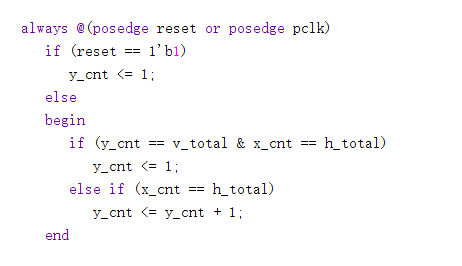 always @(posedge reset or posedge pclk)
if (reset == 1'b1)
y_cnt <= 1;
else
begin
if (y_cnt == v_total & x_cnt == h_total)
y_cnt <= 1;
else if (x_cnt == h_total)
y_cnt <= y_cnt + 1;
end